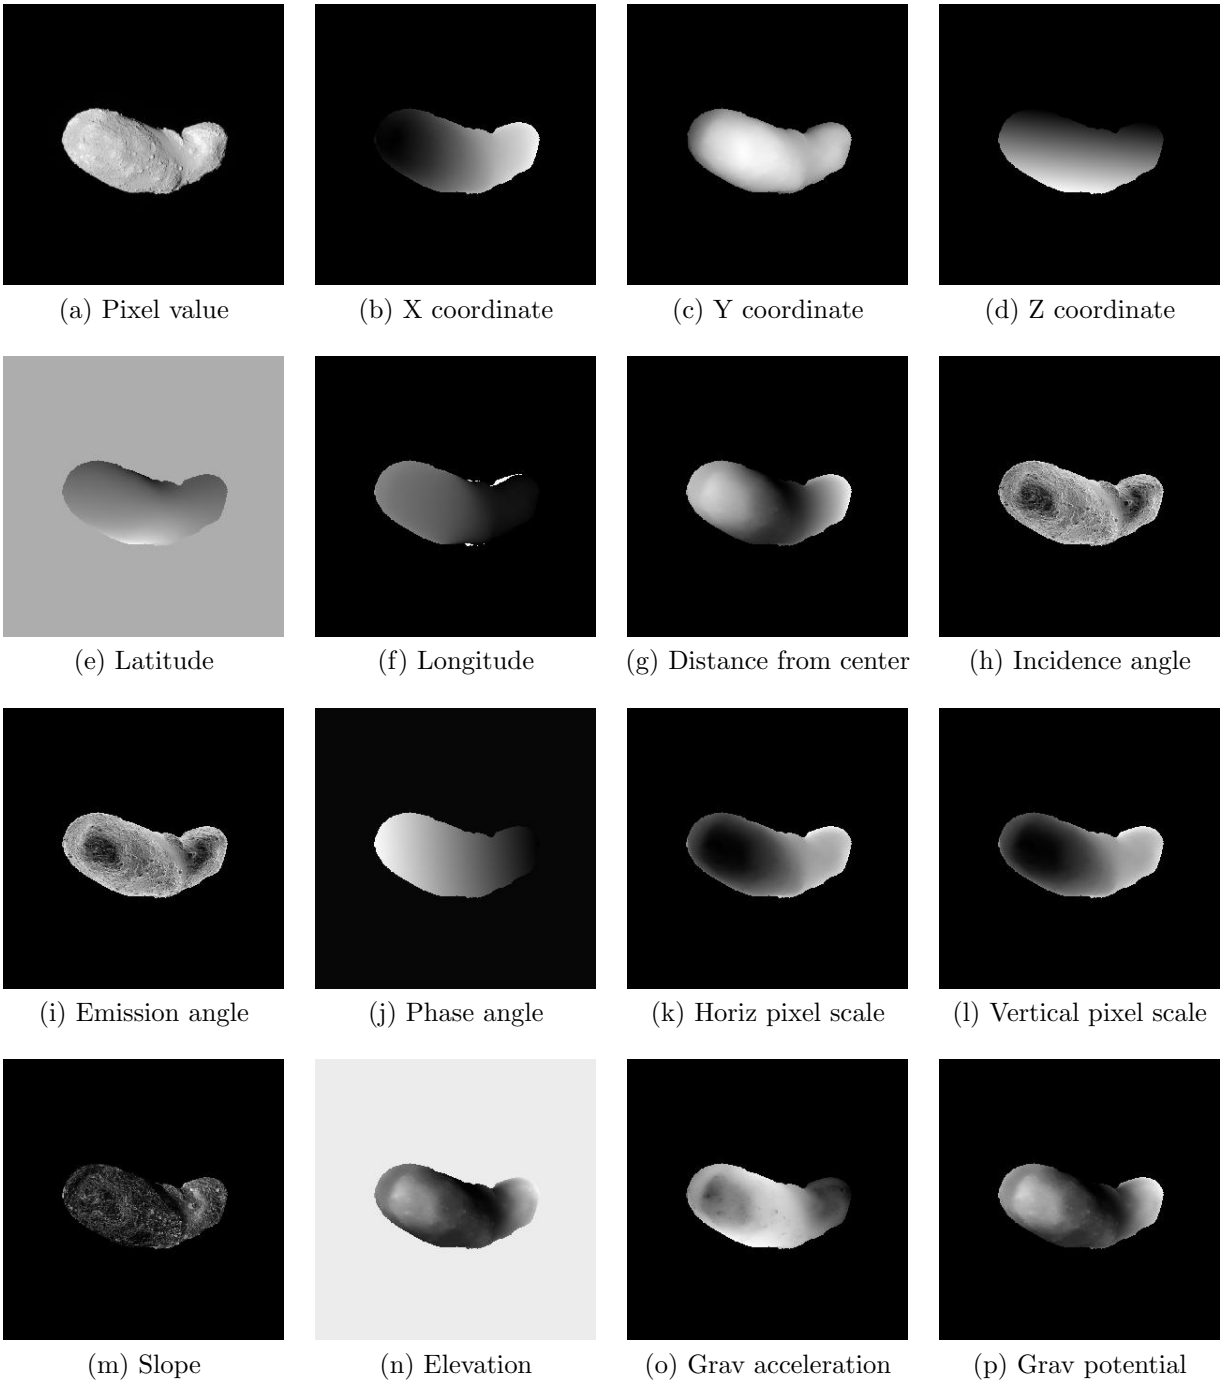 (a) Pixel value
(b) X coordinate
(c) Y coordinate
(d) Z coordinate
(e) Latitude
(f) Longitude
(g) Distance from center
(h) Incidence angle
(i) Emission angle
(j) Phase angle
(k) Horiz pixel scale
(l) Vertical pixel scale
(m) Slope
(n) Elevation
(o) Grav acceleration
(p) Grav potential